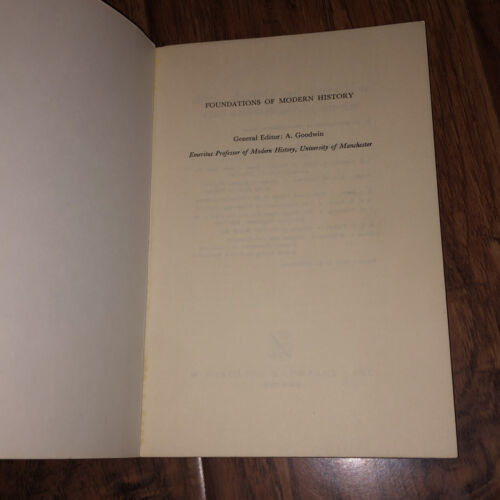 FOUNDATIONS OF MODERN HISTORY
General Editor: A. Goodwin
Emeritus Professor of Modern History, University of Manchester